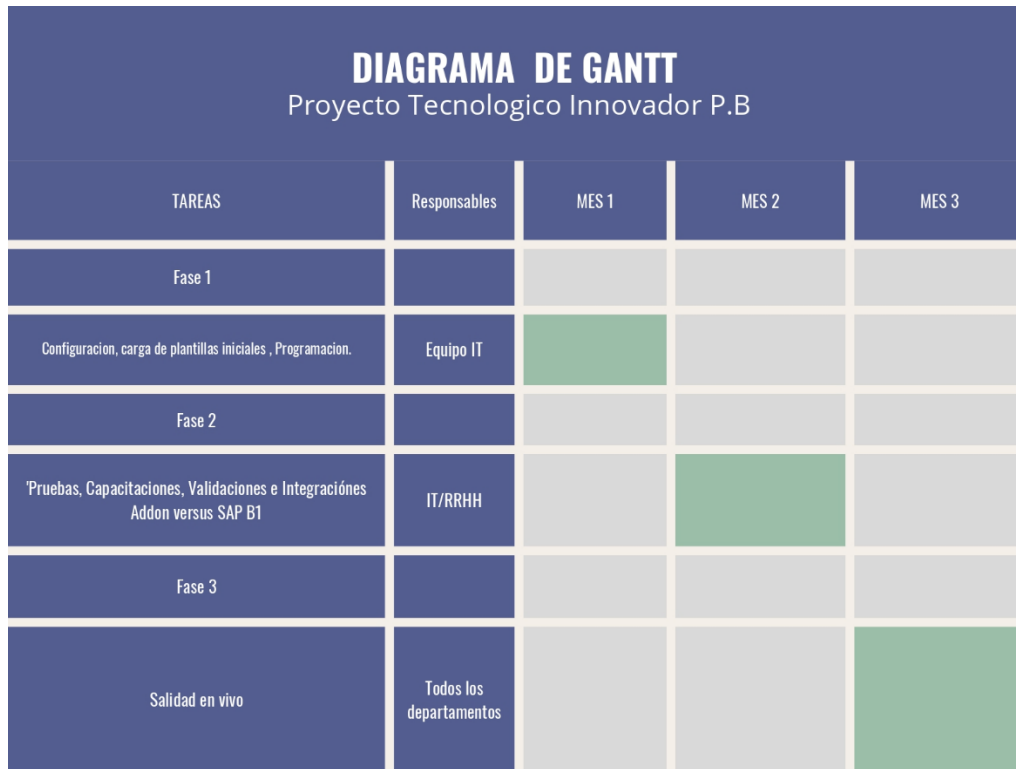 DIAGRAMA DE GANTT
Proyecto Tecnologico Innovador P.B
TAREAS
Responsables
MES 1
MES 2
MES 3
Fase 1
Configuracion, carga de plantillas iniciales , Programacion.
Equipo IT
Fase 2
'Pruebas, Capacitaciones, Validaciones e Integraciónes
Addon versus SAP B1
IT/RRHH
Fase 3
Salidad en vivo
Todos los
departamentos